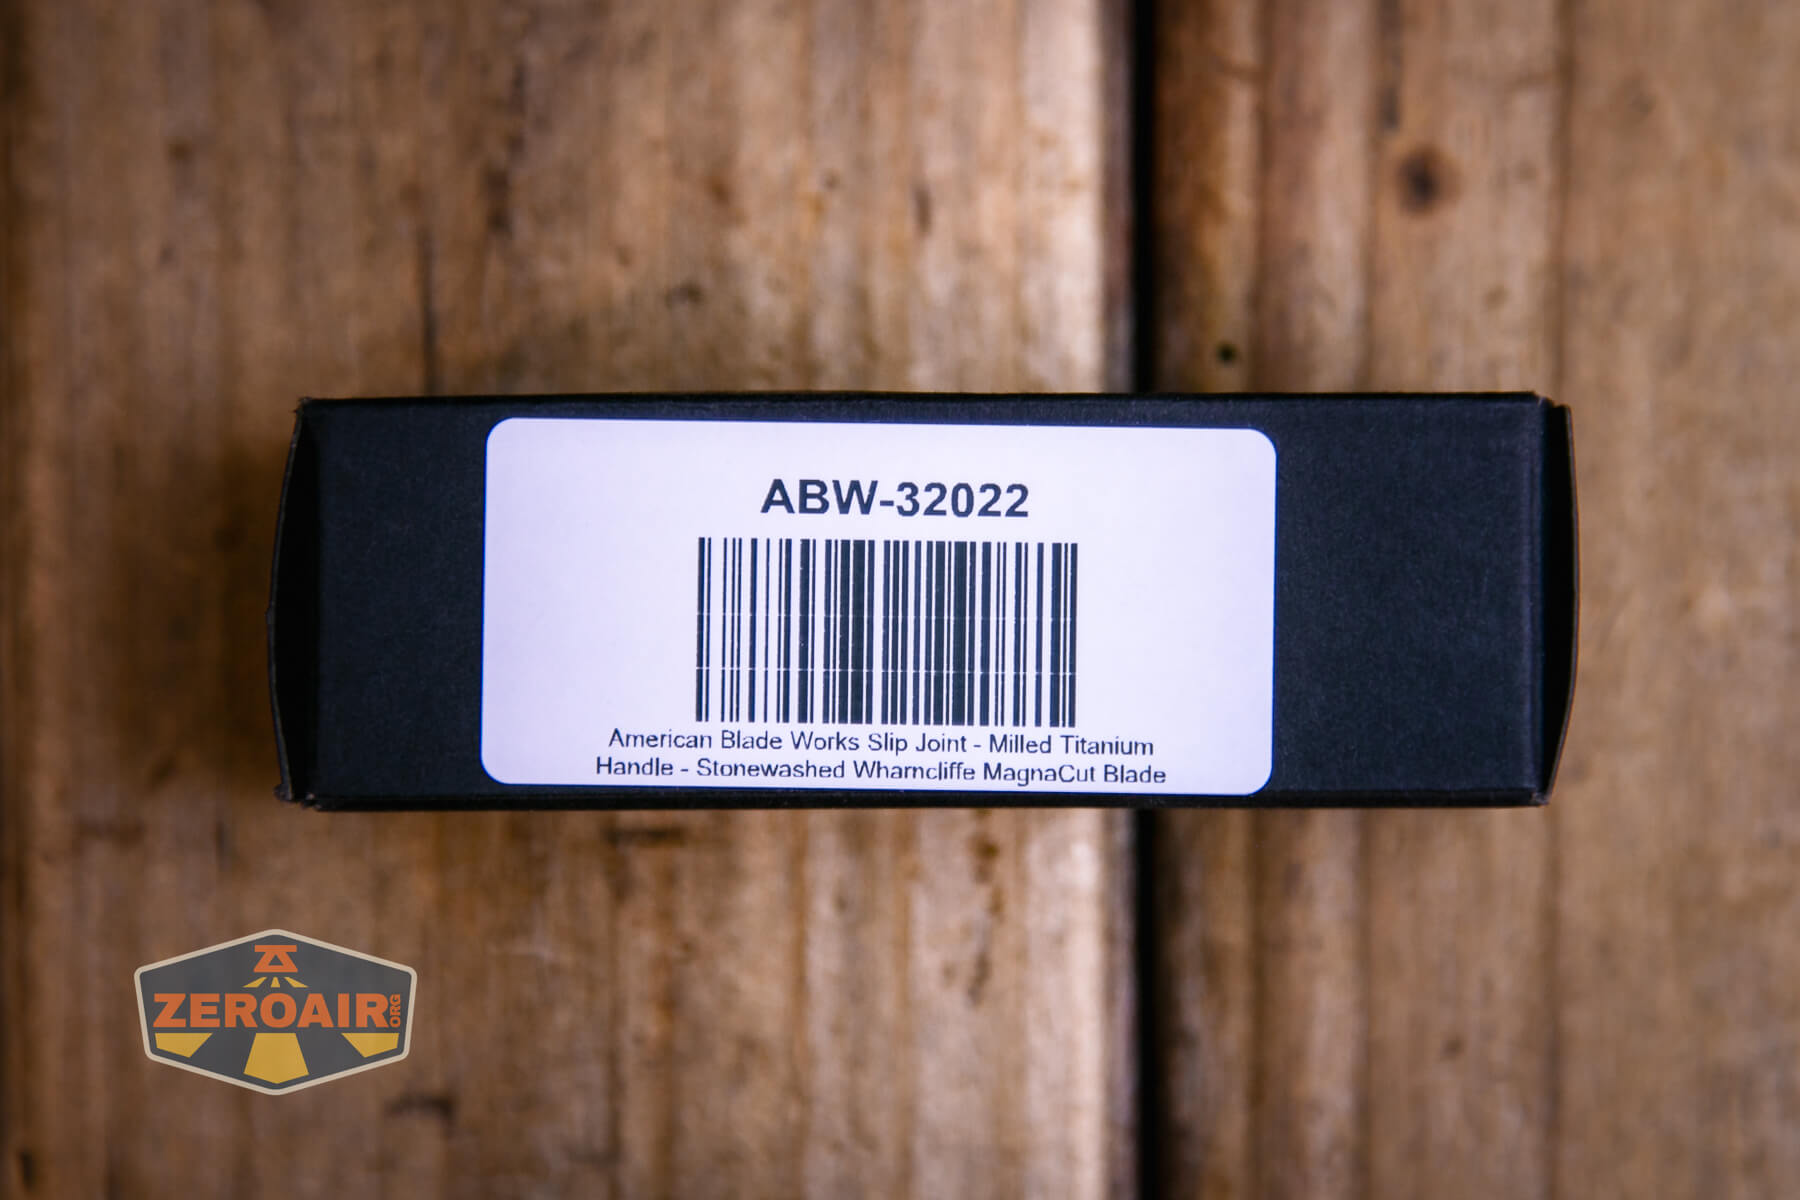 ABW-32022
American Blade Works Slip Joint - Milled Titanium
Handle - Stonewashed Wharncliffe MagnaCut Blade
ZEROAIR.ORG